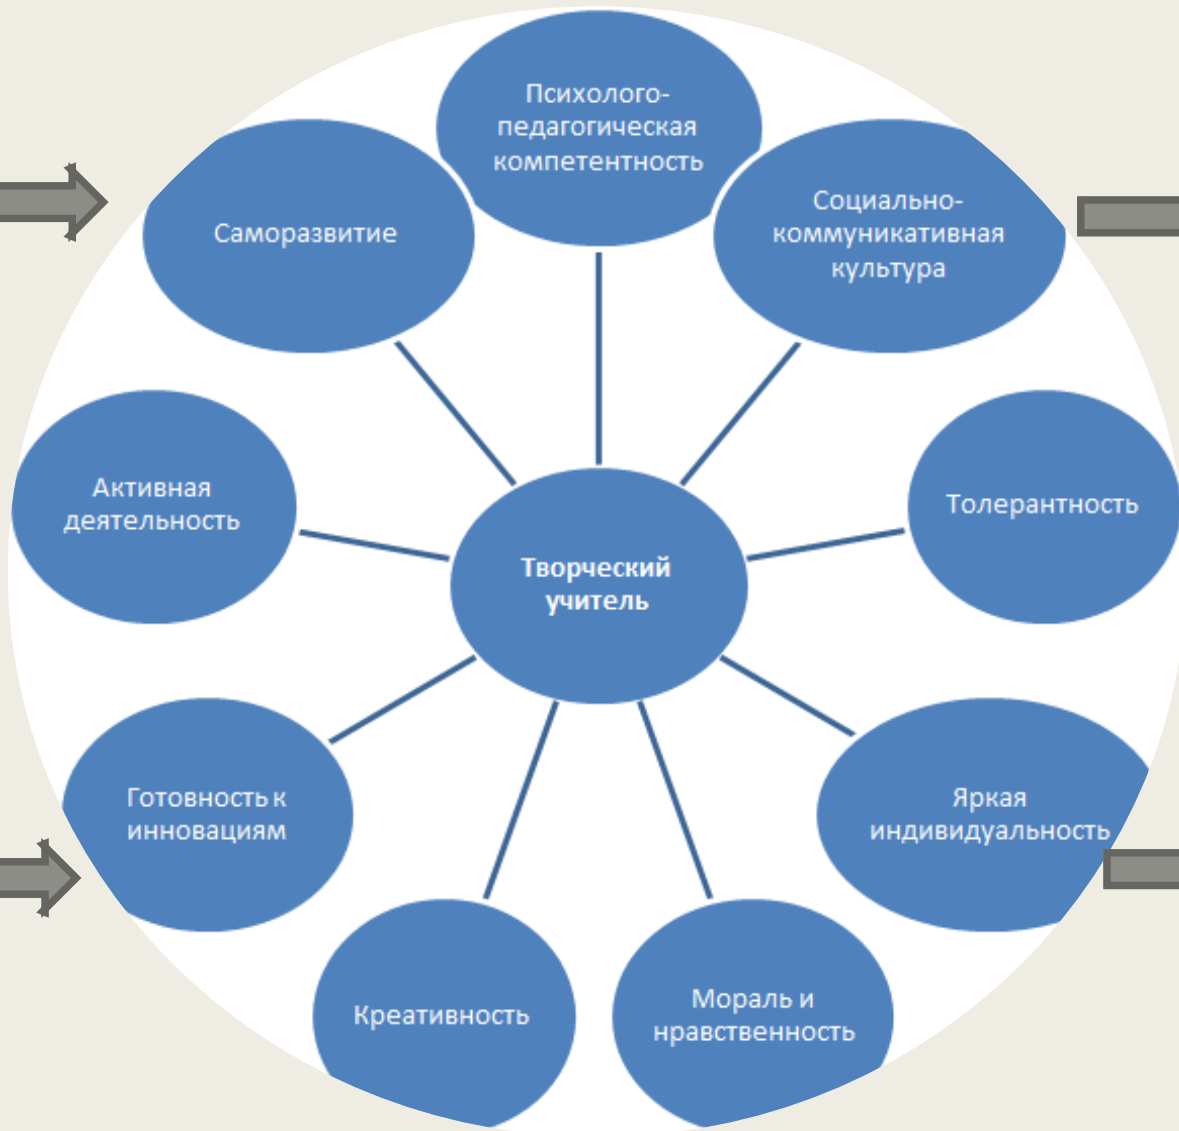 Психолого-
педагогическая
компетентность
Социально-
коммуникативная
культура
Саморазвитие
Толерантность
Активная
деятельность
Творческий
учитель
Яркая
индивидуальность
Готовность к
инновациям
Креативность
Мораль и
нравственность